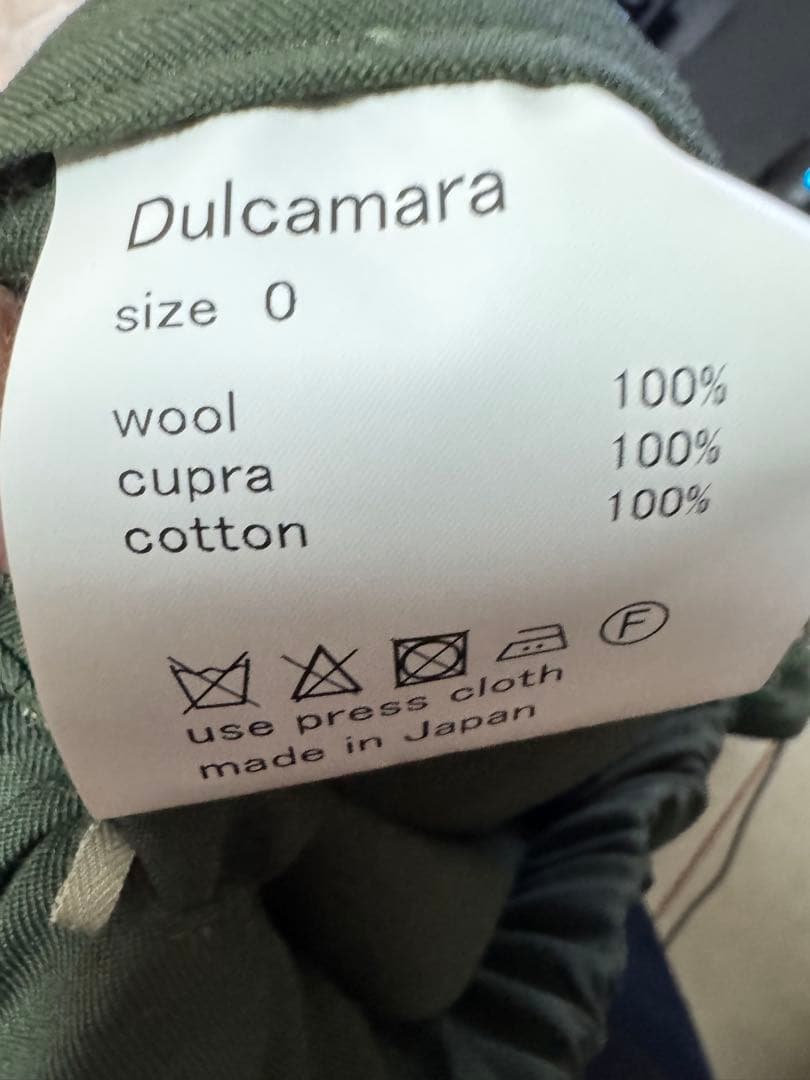 Dulcamara
size 0
wool 100%
cupra 100%
cotton 100%
F
use press cloth
made in Japan